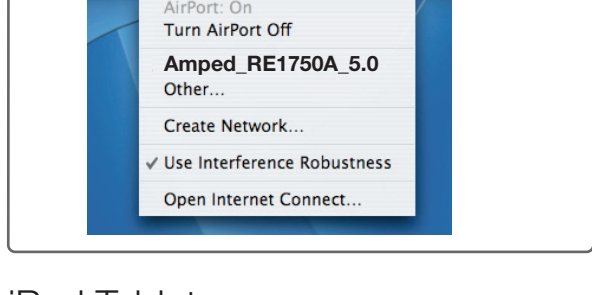 AirPort: On
Turn AirPort Off
Amped_RE1750A_5.0
Other...
Create Network...
✓ Use Interference Robustness
Open Internet Connect...